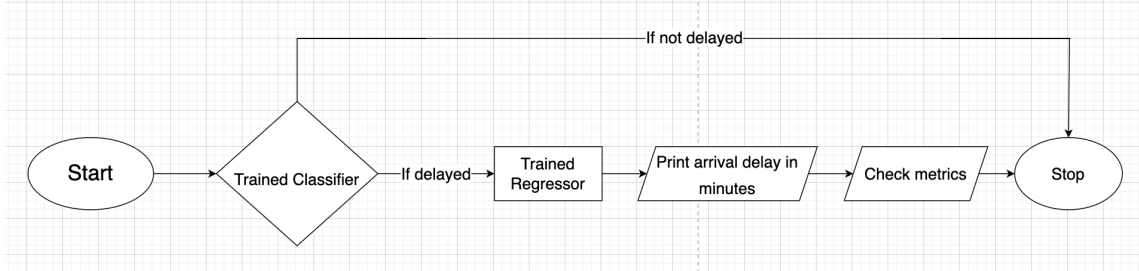 If not delayed
Start
Trained Classifier
If delayed
Trained
Regressor
Print arrival delay in
minutes
Check metrics
Stop